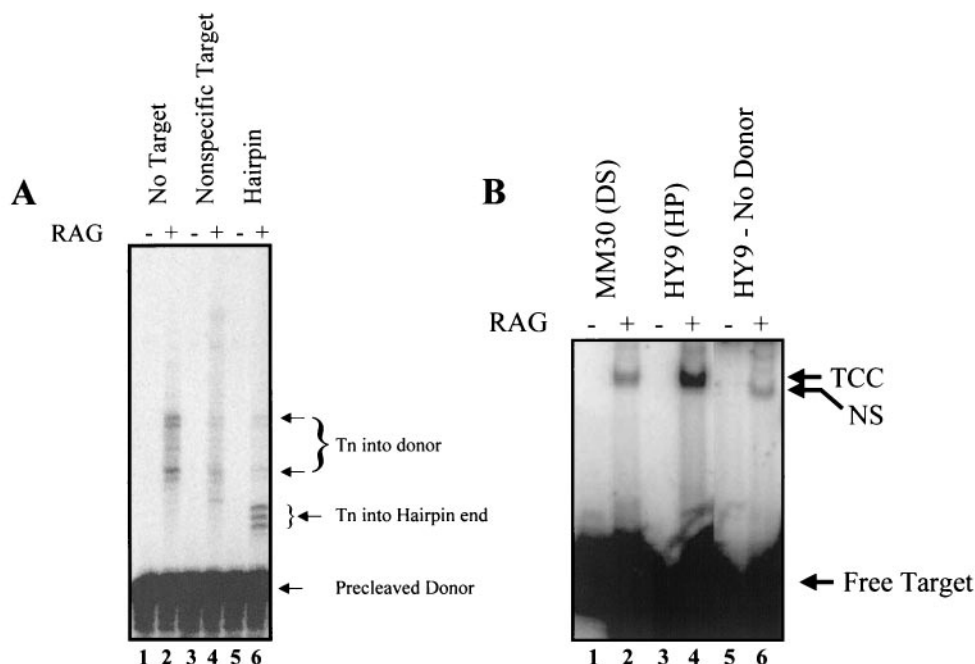 A
No Target
Nonspecific Target
Hairpin
RAG - + - + - +
Tn into donor
Tn into Hairpin end
Precleaved Donor
1 2 3 4 5 6
B
MM30 (DS)
HY9 (HP)
HY9 - No Donor
RAG - + - + - +
TCC
NS
Free Target
1 2 3 4 5 6